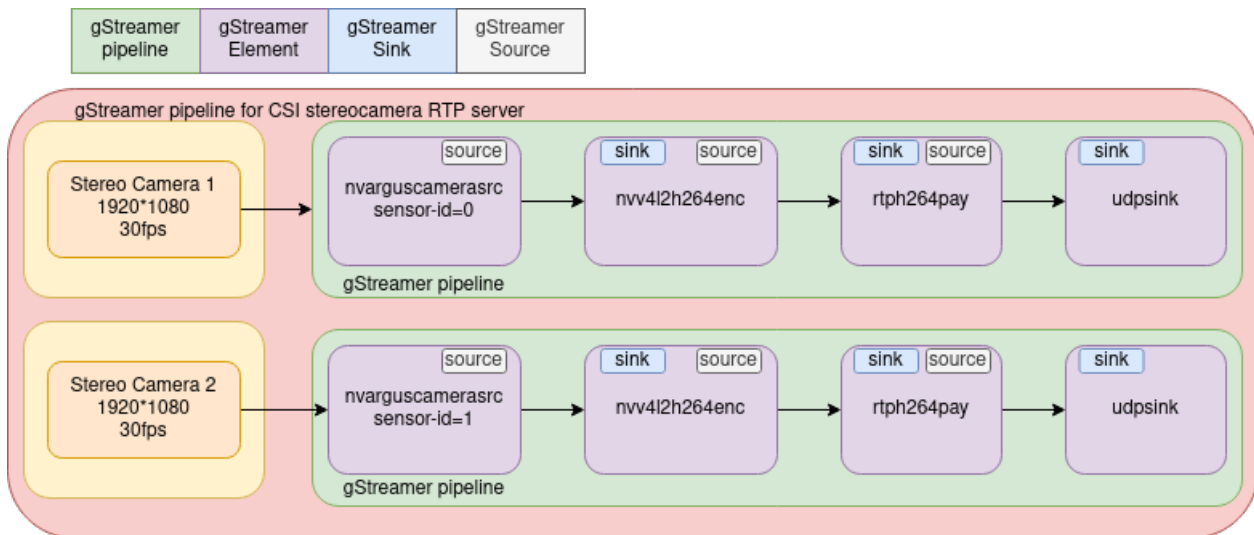 gStreamer
pipeline
gStreamer
Element
gStreamer
Sink
gStreamer
Source
gStreamer pipeline for CSI stereocamera RTP server
Stereo Camera 1
1920*1080
30fps
source
nvarguscamerasrc
sensor-id=0
sink
source
nvv4l2h264enc
sink
source
rtph264pay
sink
udpsink
gStreamer pipeline
Stereo Camera 2
1920*1080
30fps
source
nvarguscamerasrc
sensor-id=1
sink
source
nvv4l2h264enc
sink
source
rtph264pay
sink
udpsink
gStreamer pipeline